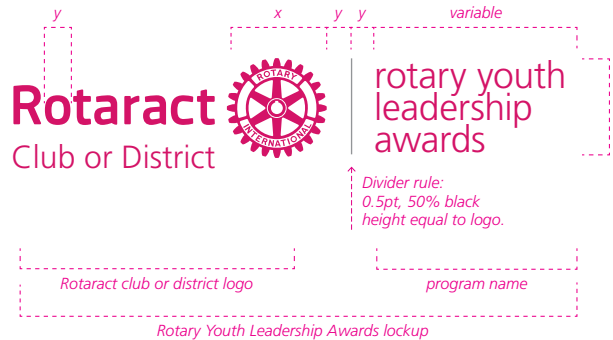 y x y y variable
Rotaract
Club or District
ROTARY
INTERNATIONAL
rotary youth
leadership
awards
Divider rule:
0.5pt, 50% black
height equal to logo.
Rotaract club or district logo
program name
Rotary Youth Leadership Awards lockup